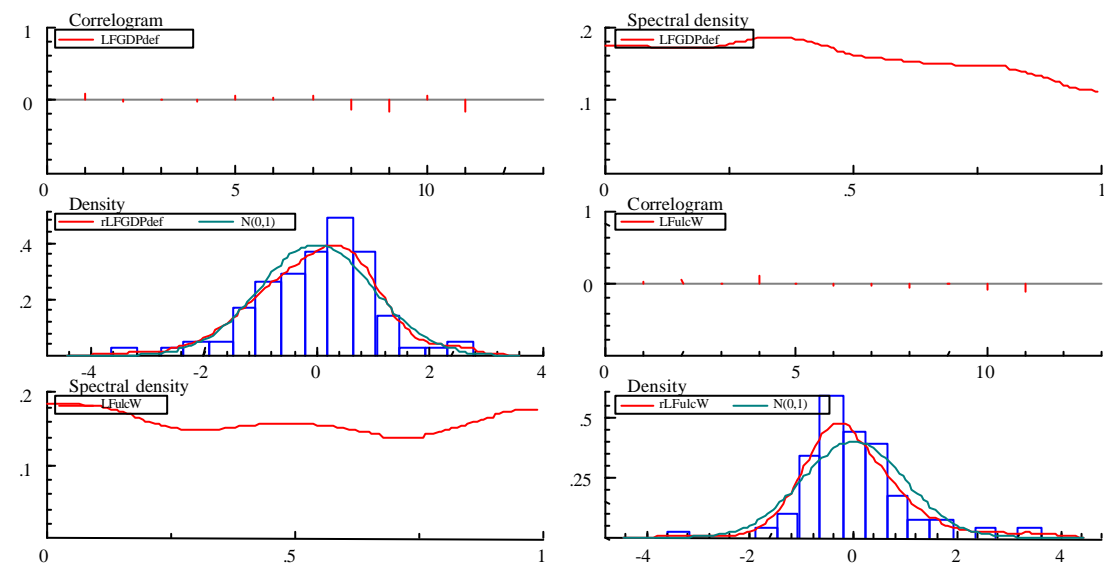 Correlogram
LFGDPdef
1
0
0 5 10
Spectral density
LFGDPdef
.2
.1
0 .5 1
Density
rLFGDPdef N(0,1)
.4
.2
-4 -2 0 2 4
Correlogram
LFulcW
1
0
0 5 10
Spectral density
LFulcW
.2
.1
0 .5 1
Density
rLFulcW N(0,1)
.5
.25
-4 -2 0 2 4